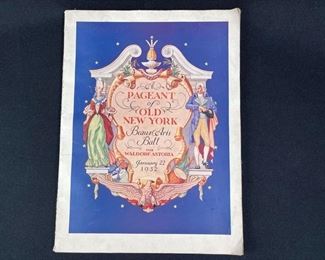 A
PAGEANT
of
OLD
NEW YORK
Beaux Arts
Ball
THE
WALDORF-ASTORIA
January 22
1932